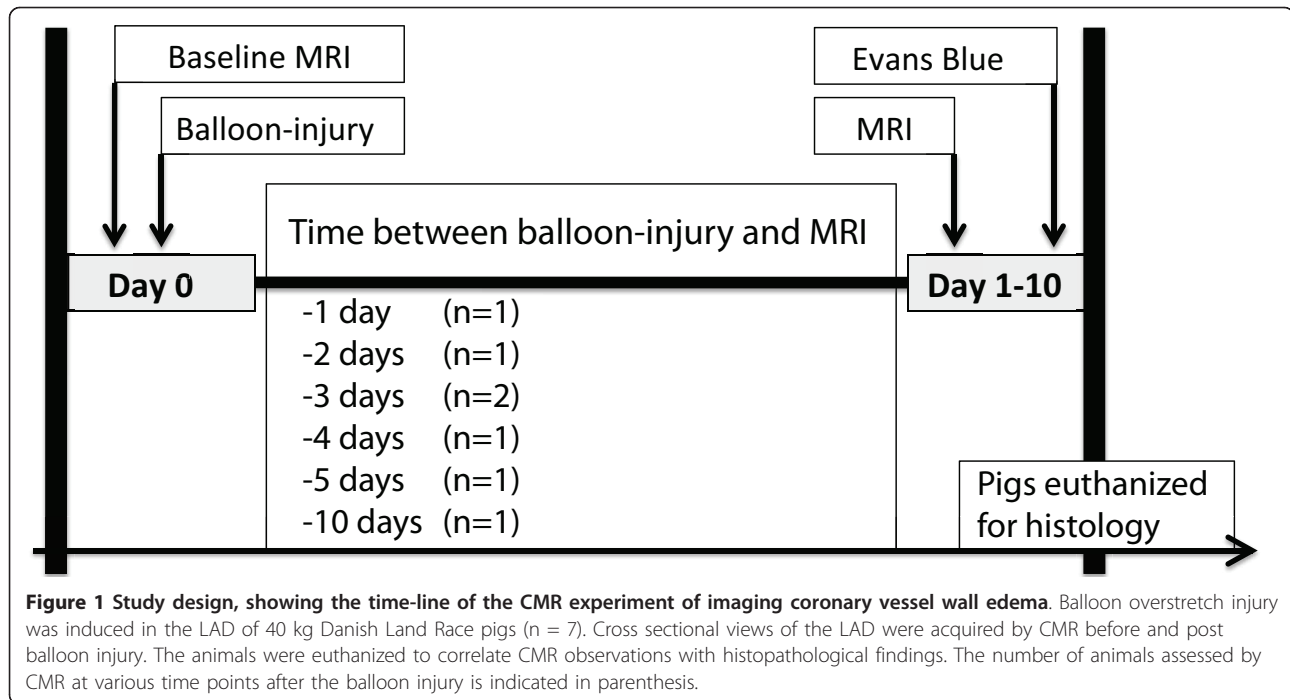 Baseline MRI
Balloon-injury
Evans Blue
MRI
Time between balloon-injury and MRI
Day 0
Day 1-10
-1 day (n=1)
-2 days (n=1)
-3 days (n=2)
-4 days (n=1)
-5 days (n=1)
-10 days (n=1)
Pigs euthanized
for histology
Figure 1 Study design, showing the time-line of the CMR experiment of imaging coronary vessel wall edema. Balloon overstretch injury
was induced in the LAD of 40 kg Danish Land Race pigs (n = 7). Cross sectional views of the LAD were acquired by CMR before and post
balloon injury. The animals were euthanized to correlate CMR observations with histopathological findings. The number of animals assessed by
CMR at various time points after the balloon injury is indicated in parenthesis.